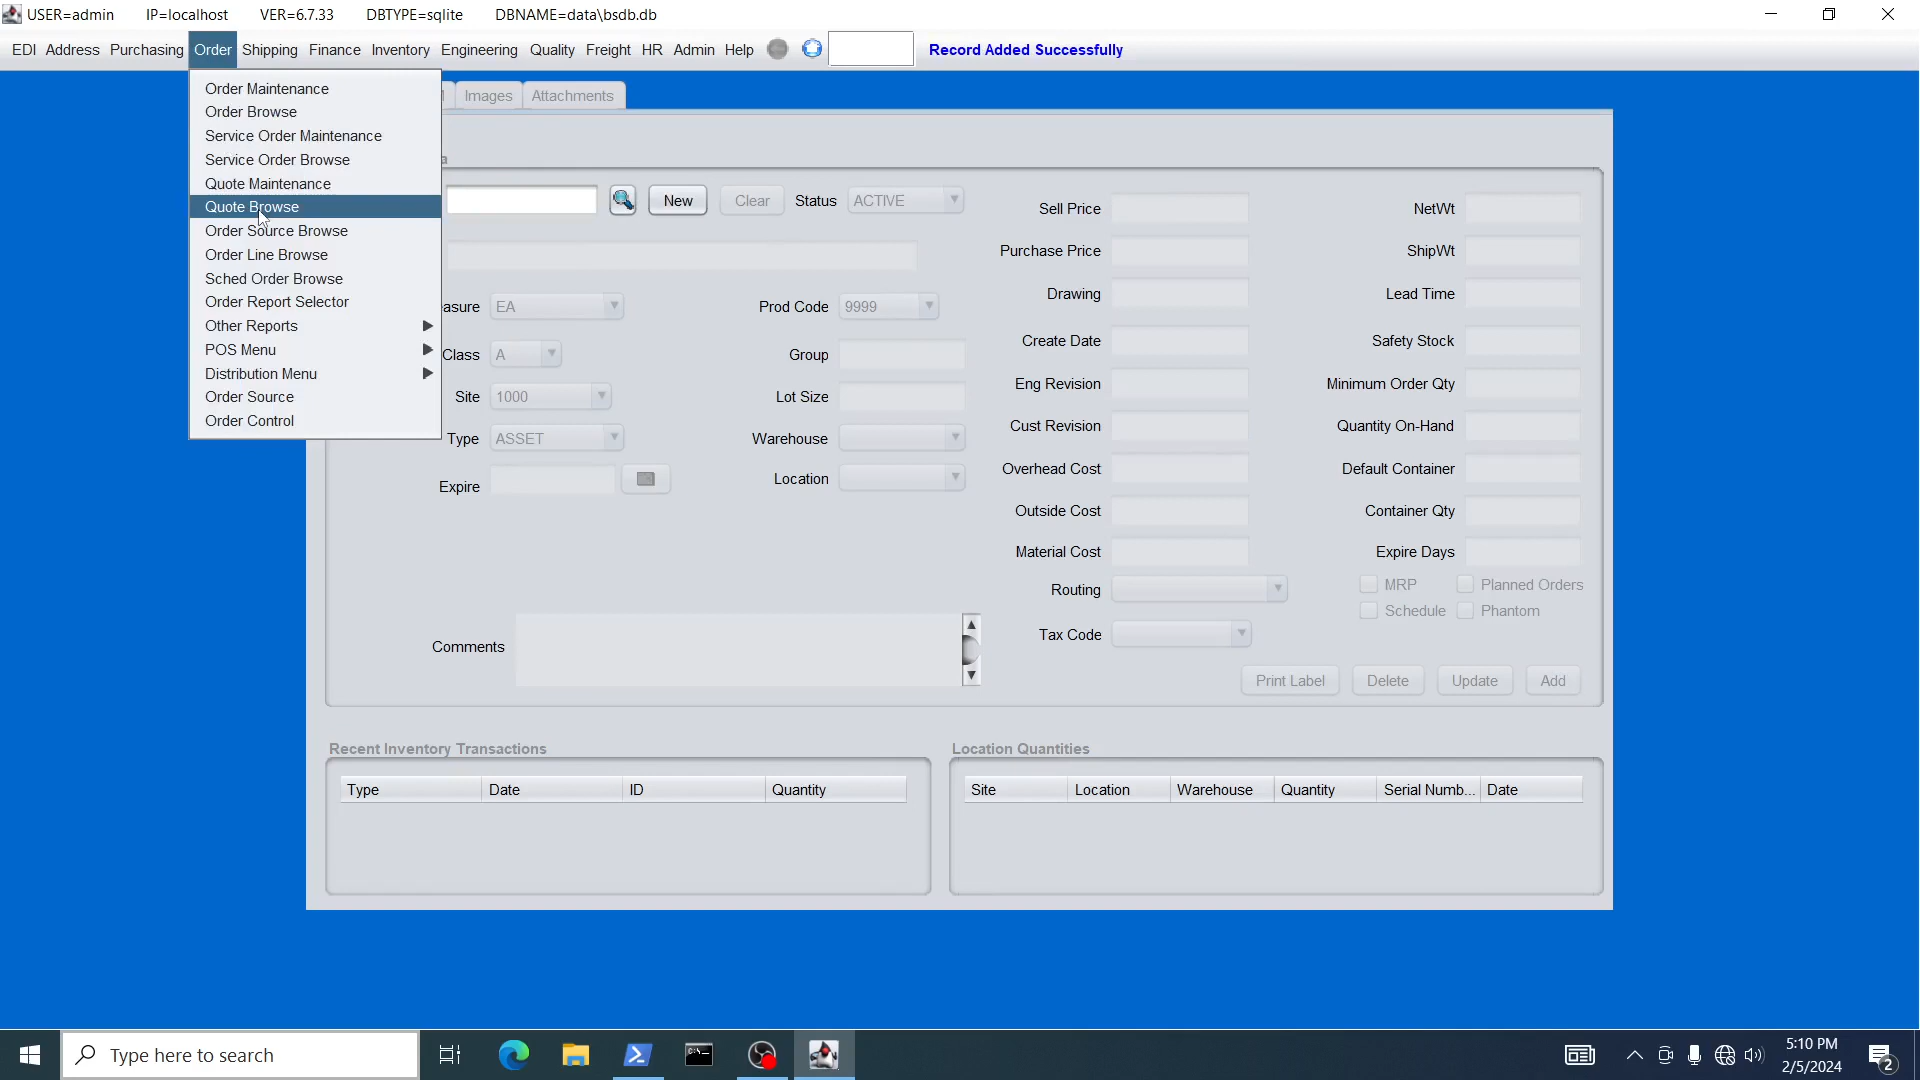 USER=admin IP=localhost VER=6.7.33 DBTYPE=sqlite DBNAME=data\bsdb.db
EDI Address Purchasing Order Shipping Finance Inventory Engineering Quality Freight HR Admin Help Record Added Successfully
Order Maintenance
Order Browse
Service Order Maintenance
Service Order Browse
Quote Maintenance
Quote Browse
Order Source Browse
Order Line Browse
Sched Order Browse
Order Report Selector
Other Reports
POS Menu
Distribution Menu
Order Source
Order Control
Images Attachments
New Clear Status ACTIVE
asure EA Prod Code 9999
Class A Group
Site 1000 Lot Size
Type ASSET Warehouse
Expire Location
Comments
Sell Price
Purchase Price
Drawing
Create Date
Eng Revision
Cust Revision
Overhead Cost
Outside Cost
Material Cost
Routing
Tax Code
NetWt
ShipWt
Lead Time
Safety Stock
Minimum Order Qty
Quantity On-Hand
Default Container
Container Qty
Expire Days
MRP Planned Orders
Schedule Phantom
Print Label Delete Update Add
Recent Inventory Transactions
Type Date ID Quantity
Location Quantities
Site Location Warehouse Quantity Serial Numb... Date
Type here to search
5:10 PM
2/5/2024
2